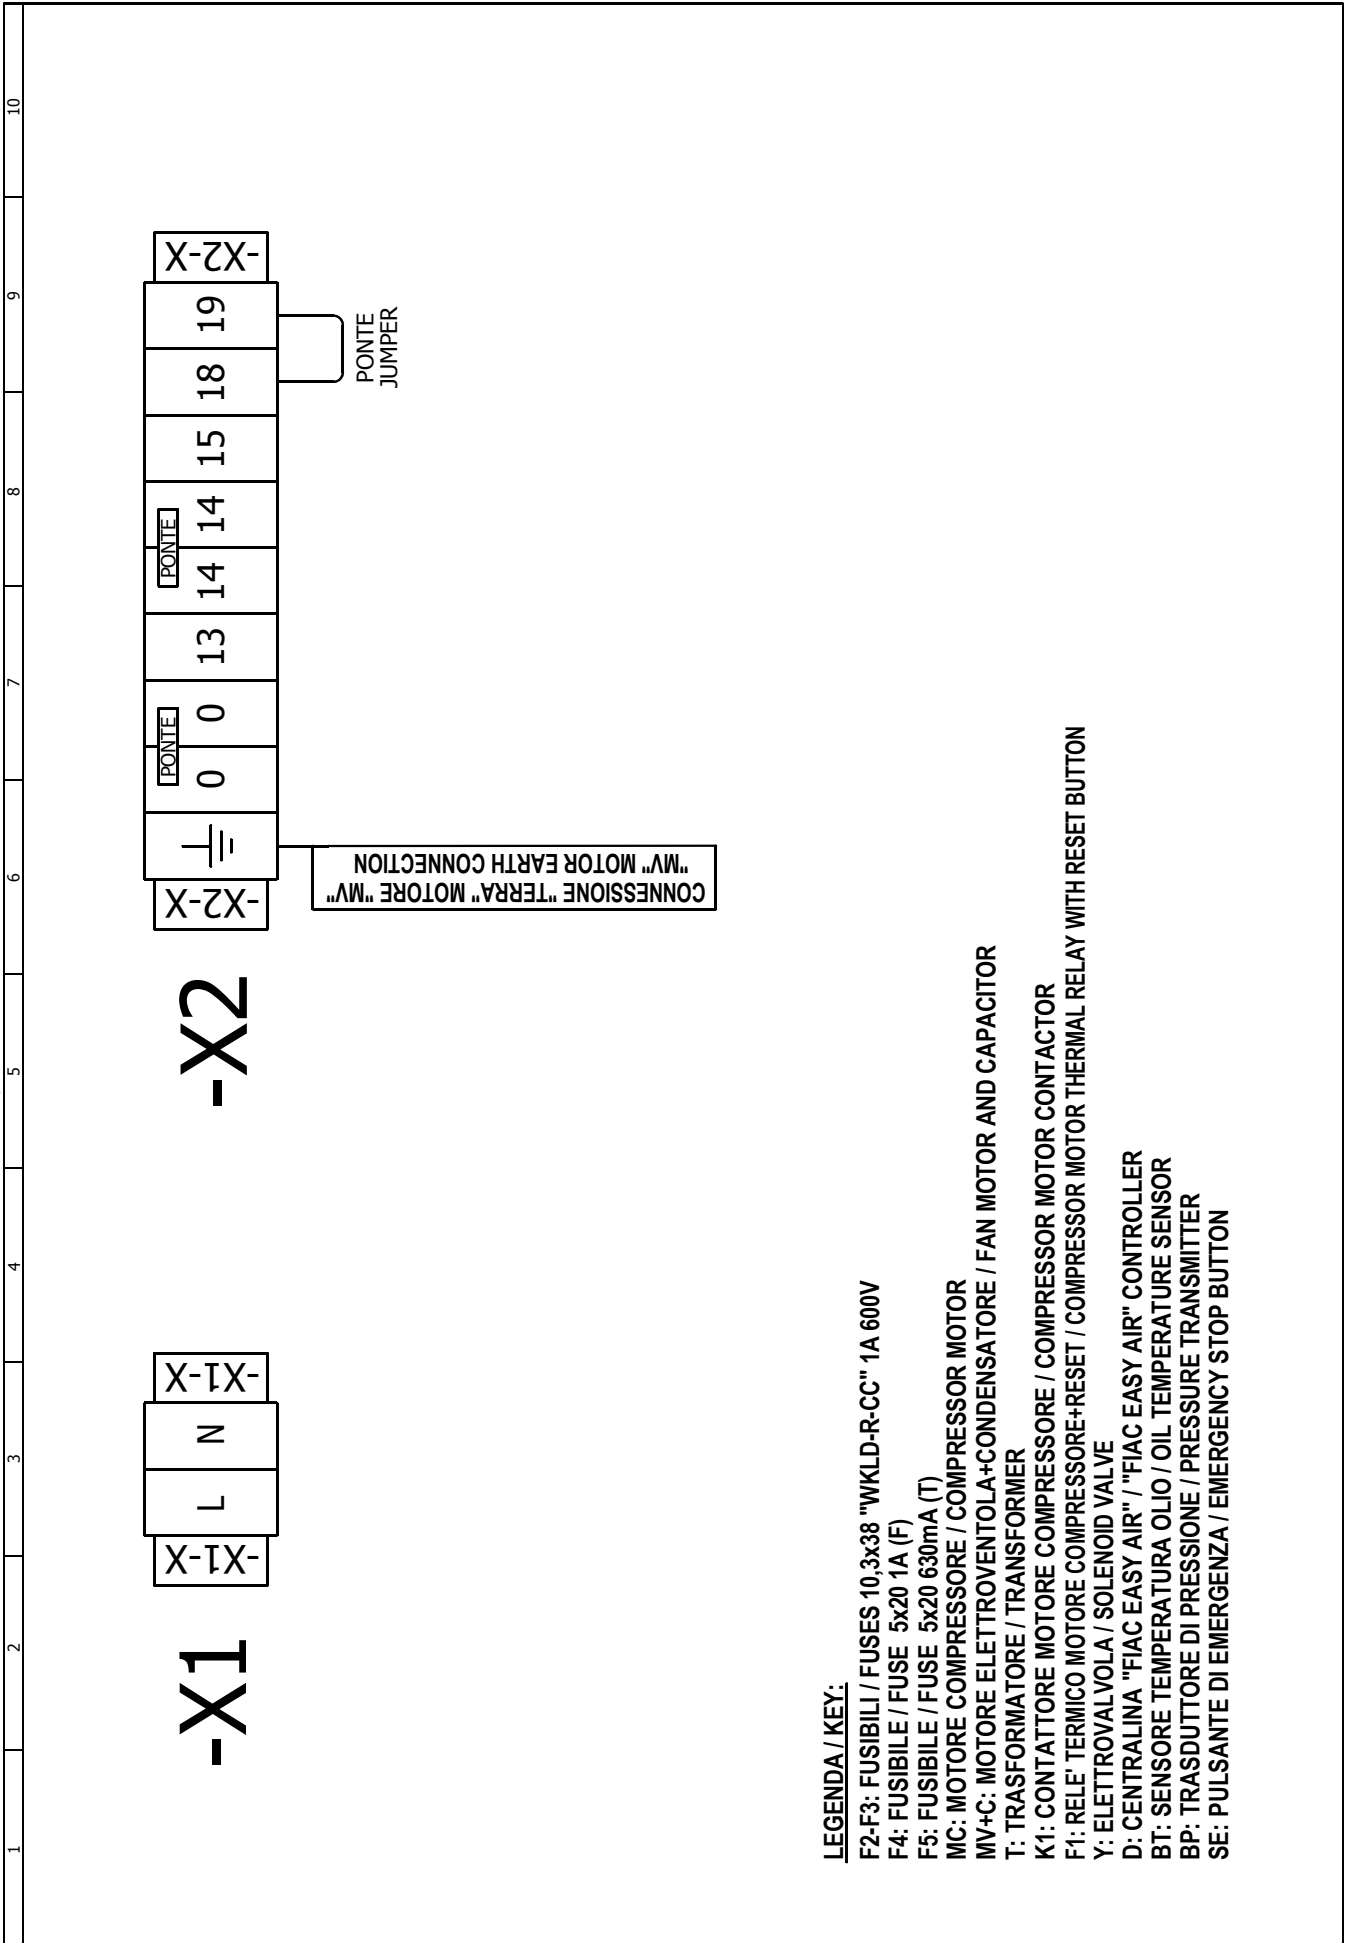 1
2
3
4
5
6
7
8
9
10
-X1
-X1-X
L
N
-X1-X
-X2
-X2-X
0
0
13
14
14
15
18
19
-X2-X
PONTE
PONTE
PONTE
JUMPER
CONNESSIONE "TERRA" MOTORE "MV"
"MV" MOTOR EARTH CONNECTION
LEGENDA / KEY:
F2-F3: FUSIBILI / FUSES 10,3x38 "WKLD-R-CC" 1A 600V
F4: FUSIBILE / FUSE 5x20 1A (F)
F5: FUSIBILE / FUSE 5x20 630mA (T)
MC: MOTORE COMPRESSORE / COMPRESSOR MOTOR
MV+C: MOTORE ELETTROVENTOLA+CONDENSATORE / FAN MOTOR AND CAPACITOR
T: TRASFORMATORE / TRANSFORMER
K1: CONTATTORE MOTORE COMPRESSORE / COMPRESSOR MOTOR CONTACTOR
F1: RELE' TERMICO MOTORE COMPRESSORE+RESET / COMPRESSOR MOTOR THERMAL RELAY WITH RESET BUTTON
Y: ELETTROVALVOLA / SOLENOID VALVE
D: CENTRALINA "FIAC EASY AIR" / "FIAC EASY AIR" CONTROLLER
BT: SENSORE TEMPERATURA OLIO / OIL TEMPERATURE SENSOR
BP: TRASDUTTORE DI PRESSIONE / PRESSURE TRANSMITTER
SE: PULSANTE DI EMERGENZA / EMERGENCY STOP BUTTON